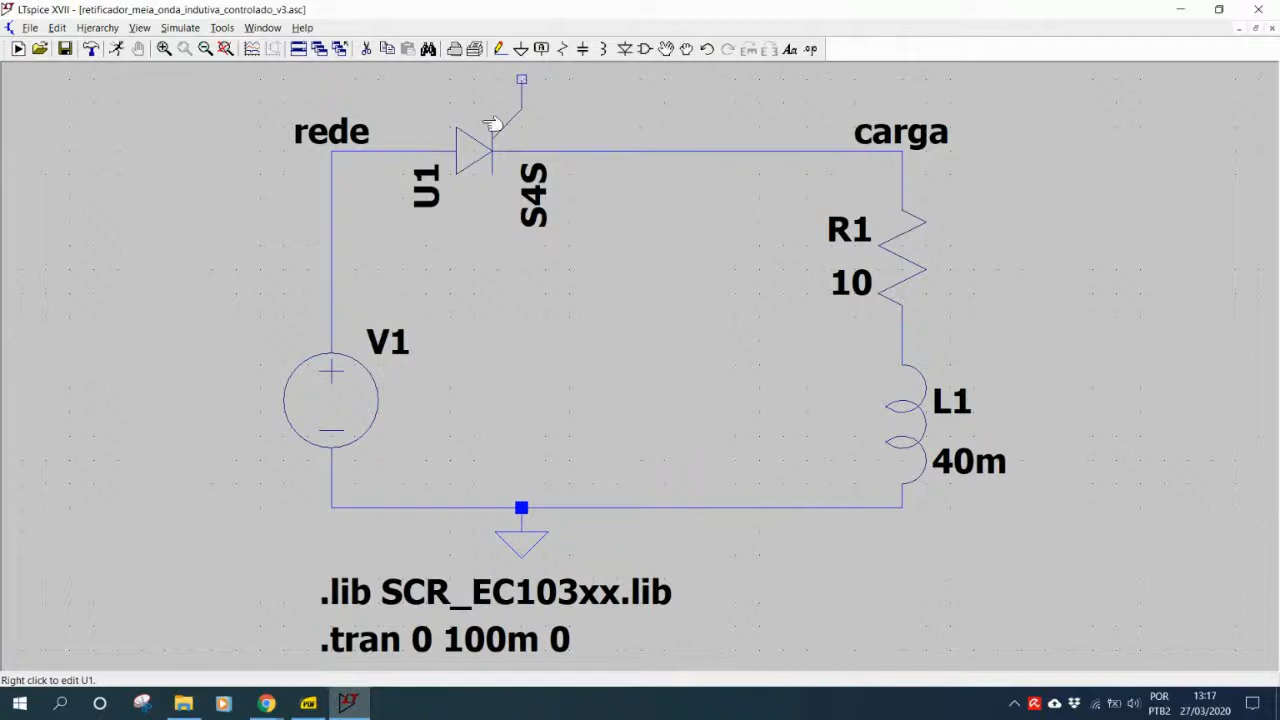 LTspice XVII - [retificador_meia_onda_indutiva_controlado_v3.asc]
File Edit Hierarchy View Simulate Tools Window Help
rede
carga
U1
S4S
R1
10
V1
L1
40m
.lib SCR_EC103xx.lib
.tran 0 100m 0
Right click to edit U1.
POR
PTB2
13:17
27/03/2020